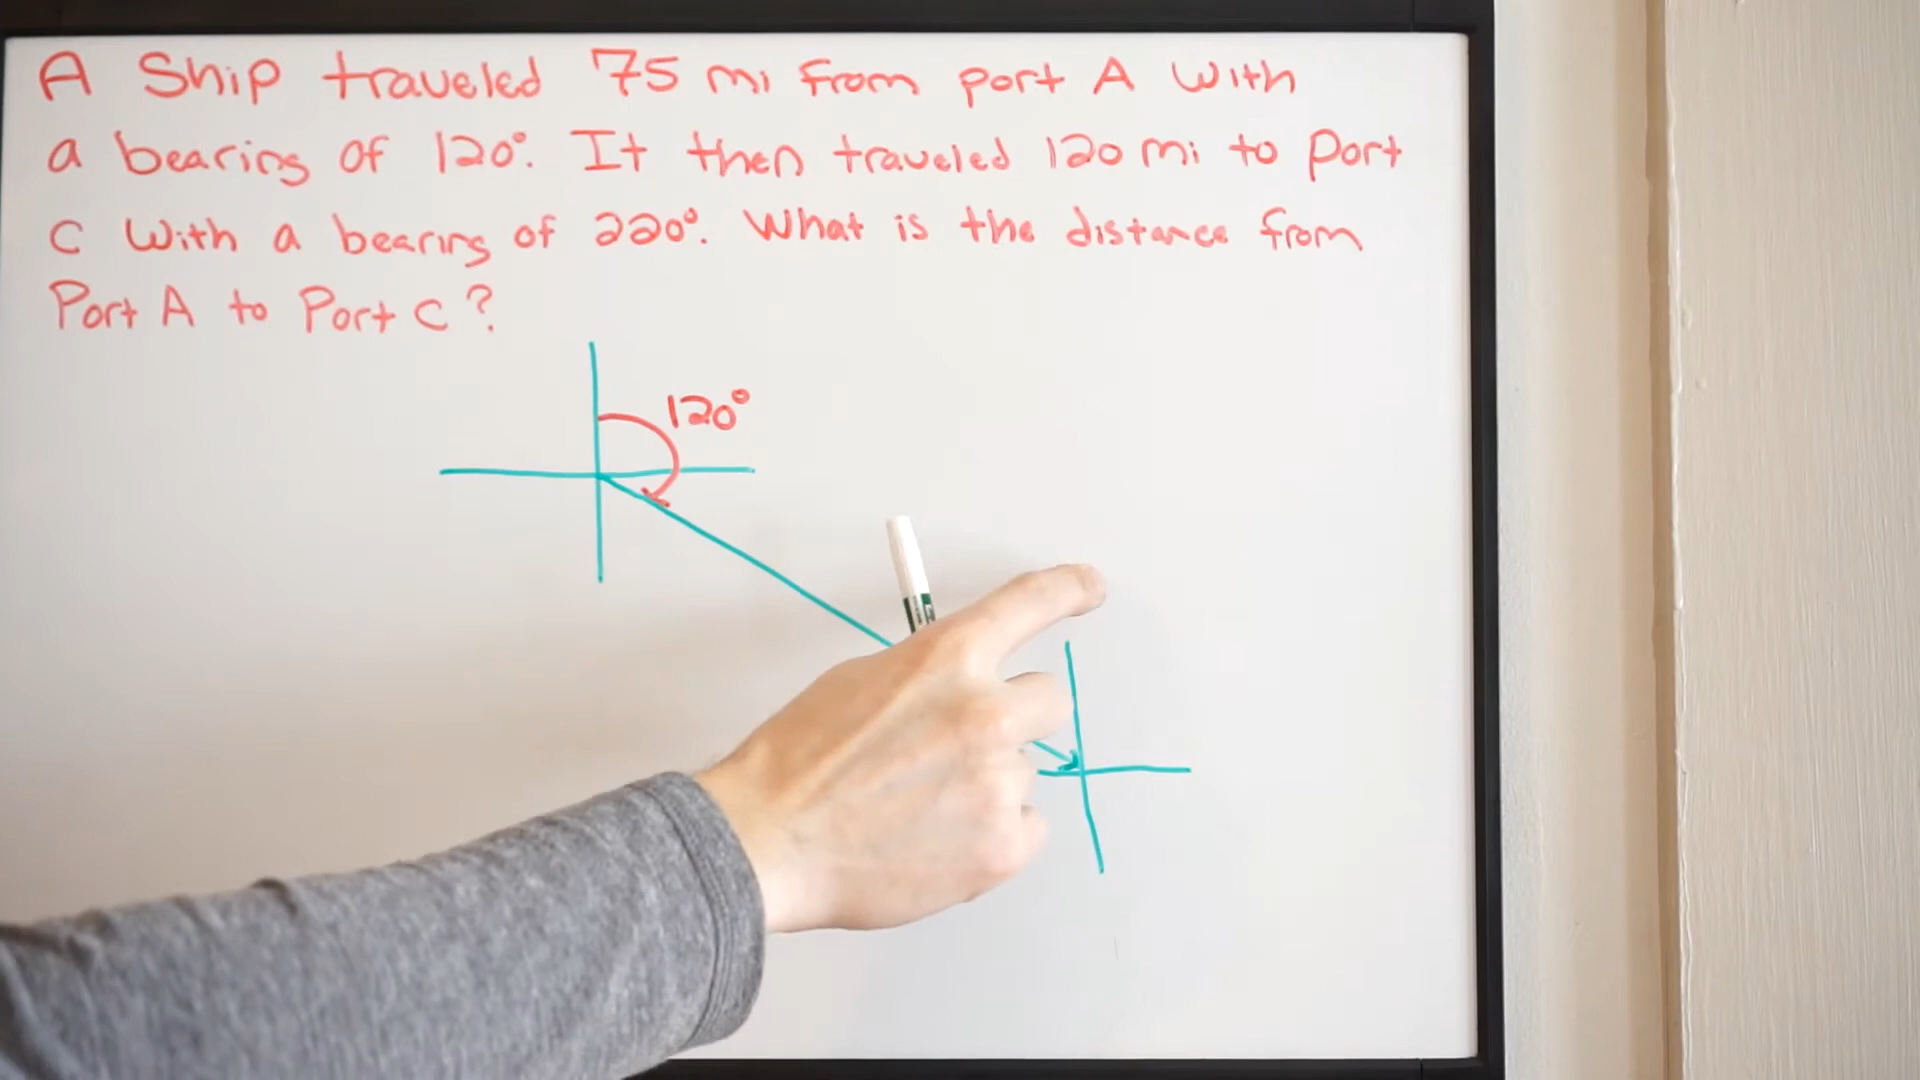 A Ship traveled 75 mi from port A with
a bearing of 120°. It then traveled 120 mi to Port
C with a bearing of 220°. What is the distance from
Port A to Port C?
120°